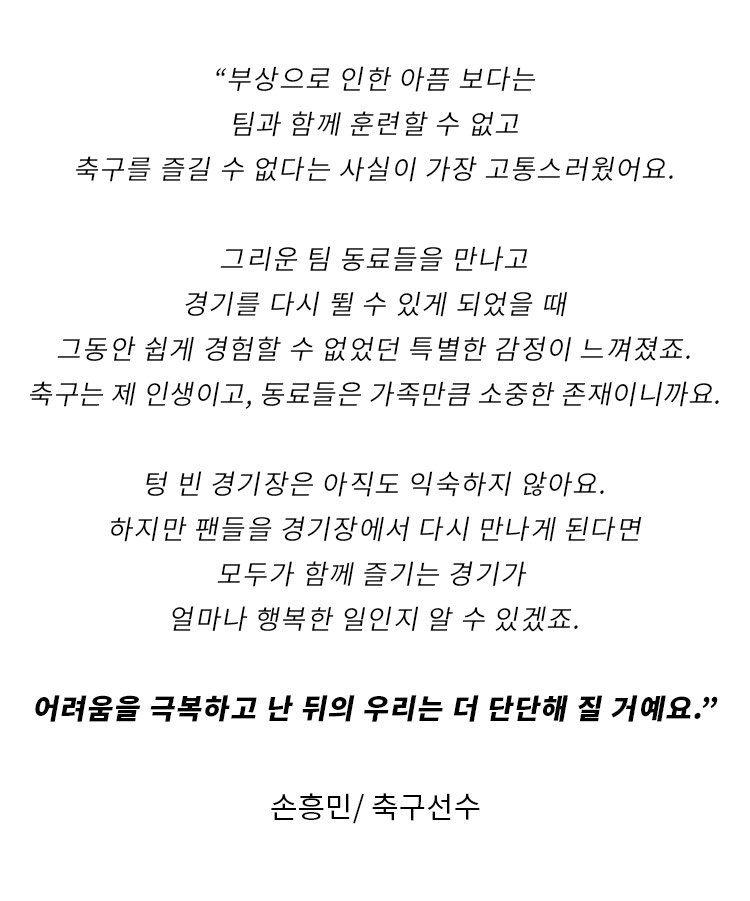 “부상으로 인한 아픔 보다는
팀과 함께 훈련할 수 없고
축구를 즐길 수 없다는 사실이 가장 고통스러웠어요.
그리운 팀 동료들을 만나고
경기를 다시 뛸 수 있게 되었을 때
그동안 쉽게 경험할 수 없었던 특별한 감정이 느껴졌죠.
축구는 제 인생이고, 동료들은 가족만큼 소중한 존재이니까요.
텅 빈 경기장은 아직도 익숙하지 않아요.
하지만 팬들을 경기장에서 다시 만나게 된다면
모두가 함께 즐기는 경기가
얼마나 행복한 일인지 알 수 있겠죠.
어려움을 극복하고 난 뒤의 우리는 더 단단해 질 거예요.”
손흥민/ 축구선수